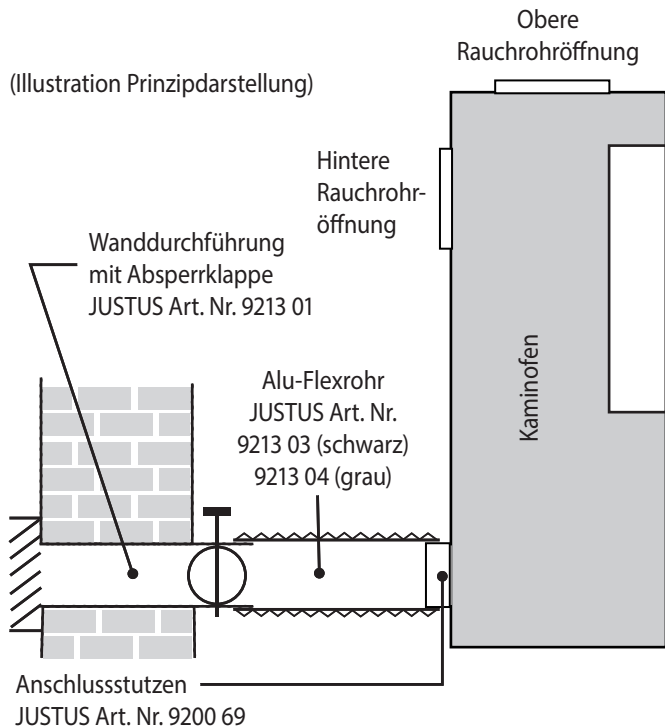 Obere
Rauchrohröffnung
(Illustration Prinzipdarstellung)
Hintere
Rauchrohr-
öffnung
Wanddurchführung
mit Absperrklappe
JUSTUS Art. Nr. 9213 01
Alu-Flexrohr
JUSTUS Art. Nr.
9213 03 (schwarz)
9213 04 (grau)
Kaminofen
Anschlussstutzen
JUSTUS Art. Nr. 9200 69